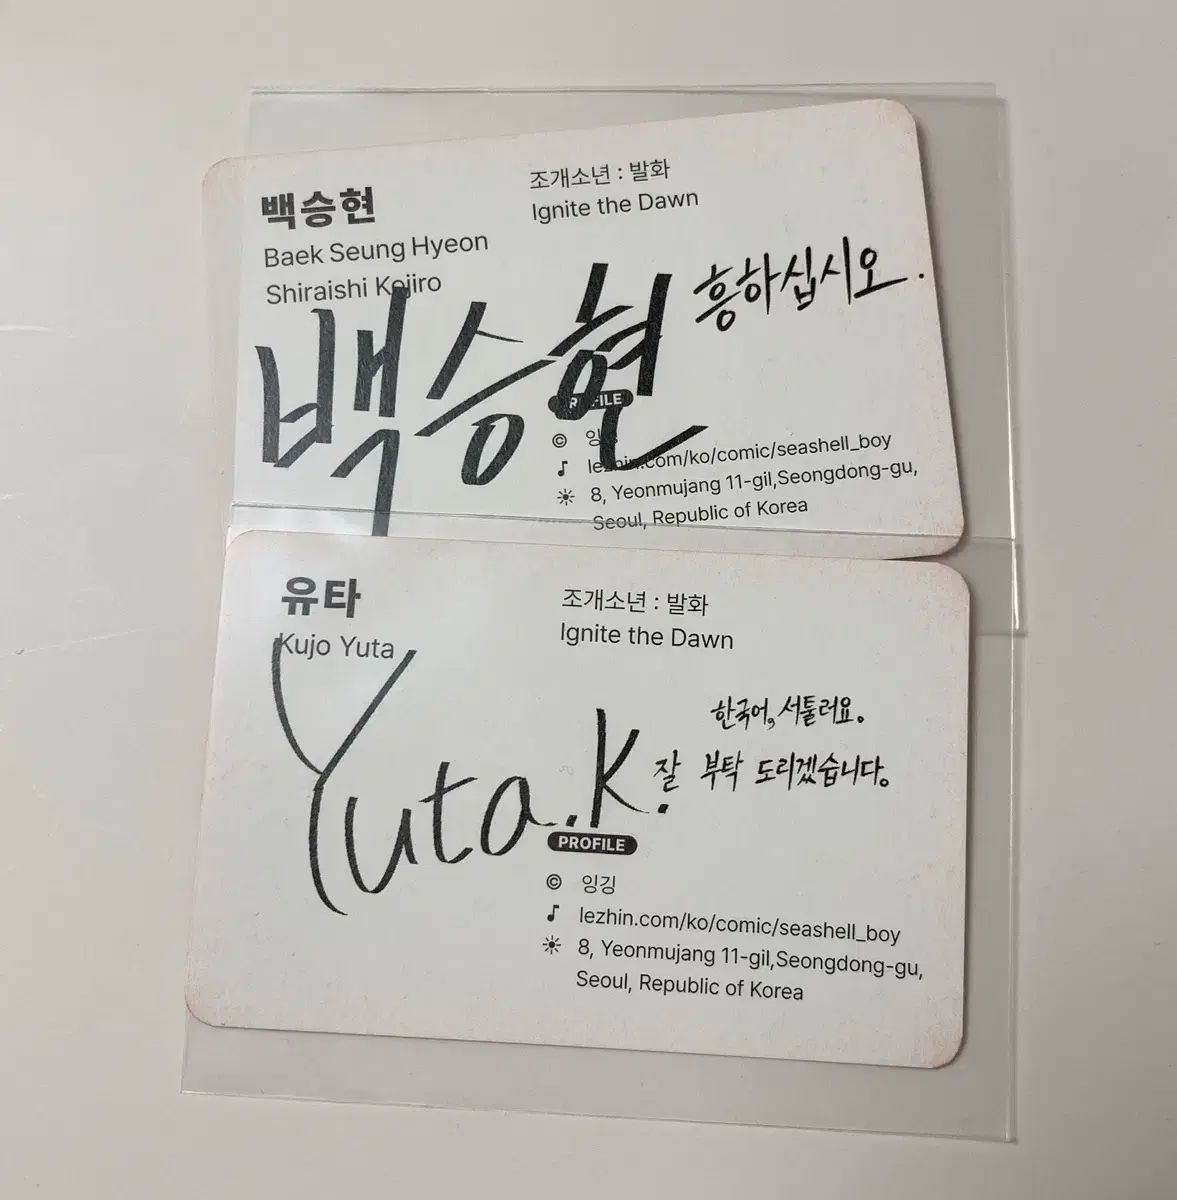 백승현
Baek Seung Hyeon
Shiraishi Kojiro
조개소년 : 발화
Ignite the Dawn
백승현
흥하십시오.
PROFILE
©
lezhin.com/ko/comic/seashell_boy
8, Yeonmujang 11-gil,Seongdong-gu,
Seoul, Republic of Korea
유타
Kujo Yuta
조개소년 : 발화
Ignite the Dawn
Yuta.K.
한국어, 서툴러요.
잘 부탁 도리겠습니다.
PROFILE
© 잉깅
lezhin.com/ko/comic/seashell_boy
8, Yeonmujang 11-gil,Seongdong-gu,
Seoul, Republic of Korea